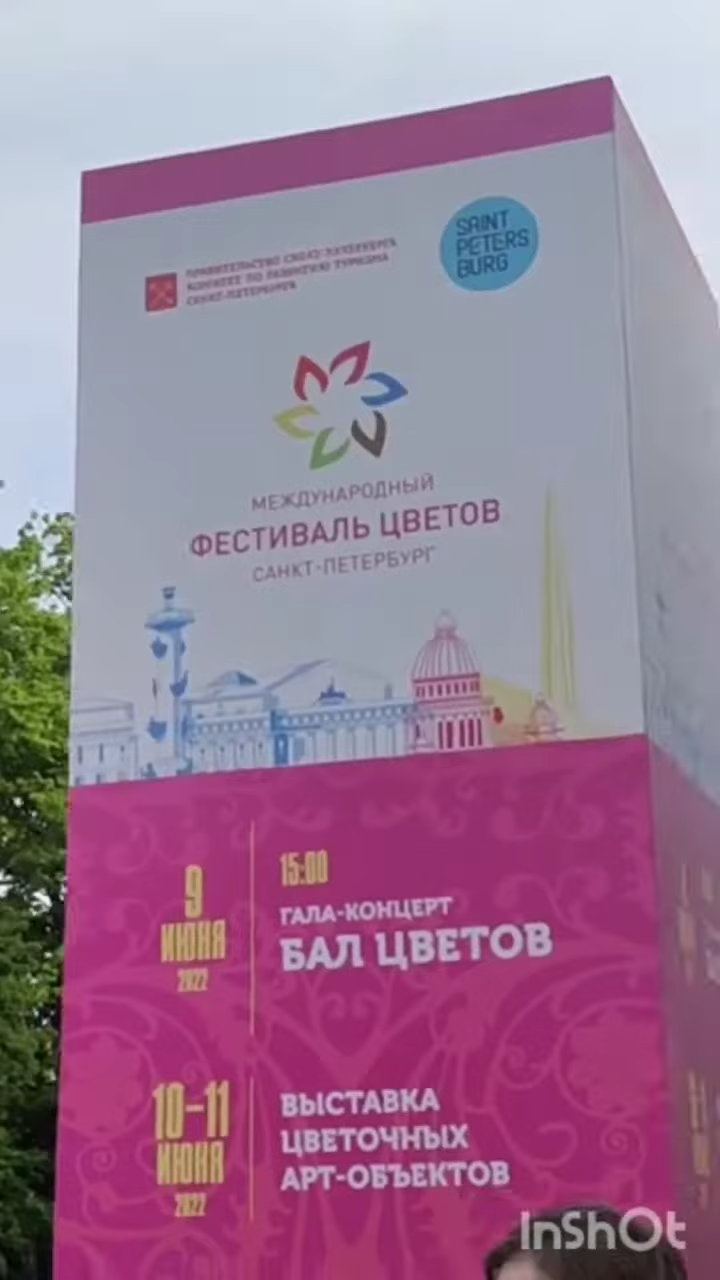 ПРАВИТЕЛЬСТВО САНКТ-ПЕТЕРБУРГА
КОМИТЕТ ПО РАЗВИТИЮ ТУРИЗМА
САНКТ-ПЕТЕРБУРГА
SAINT
PETERS
BURG
МЕЖДУНАРОДНЫЙ
ФЕСТИВАЛЬ ЦВЕТОВ
САНКТ-ПЕТЕРБУРГ
9
ИЮНЯ
2022
15:00
ГАЛА-КОНЦЕРТ
БАЛ ЦВЕТОВ
10-11
ИЮНЯ
2022
ВЫСТАВКА
ЦВЕТОЧНЫХ
АРТ-ОБЪЕКТОВ
InShOt